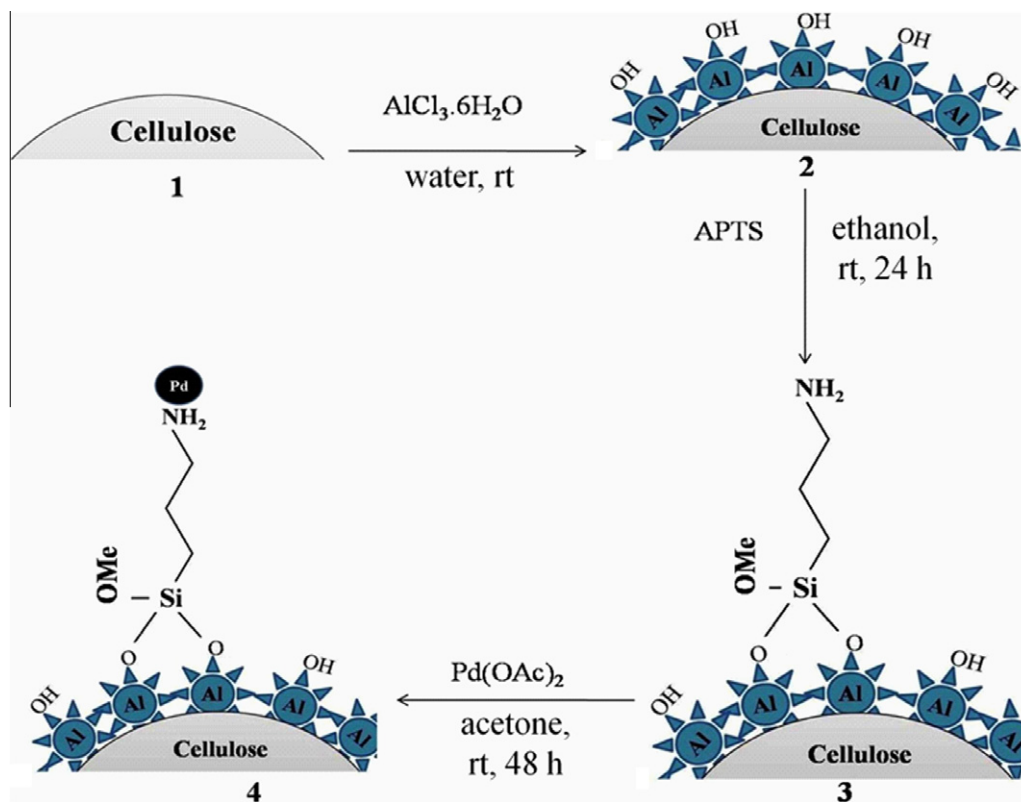 Cellulose
1
AlCl₃.6H₂O
water, rt
OH
OH
OH
OH
OH
Al
Al
Al
Al
Al
Cellulose
2
APTS
ethanol,
rt, 24 h
NH₂
OMe
Si
O
O
OH
OH
Al
Al
Al
Al
Al
Cellulose
3
Pd(OAc)₂
acetone,
rt, 48 h
Pd
NH₂
OMe
Si
O
O
OH
OH
Al
Al
Al
Al
Al
Cellulose
4